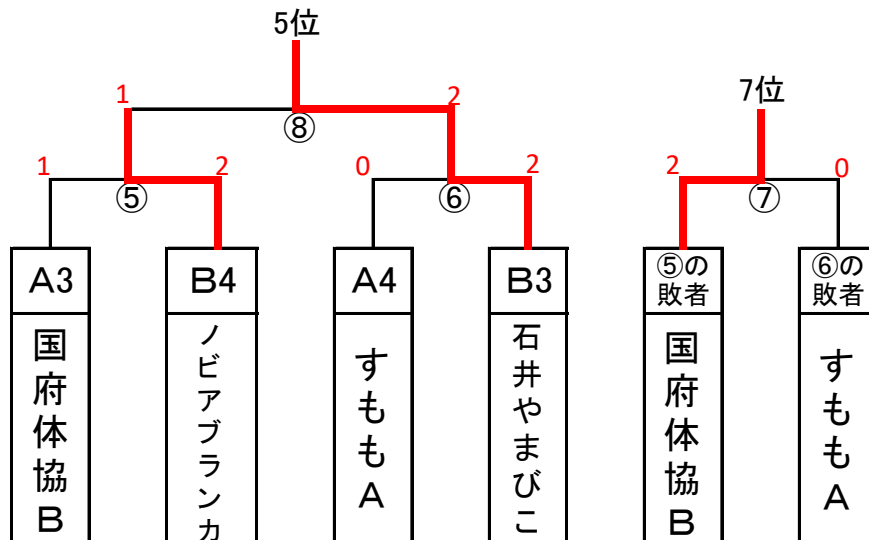 5位
7位
1
2
⑧
1
2
0
2
2
0
⑤
⑥
⑦
A3
B4
A4
B3
⑤の
敗者
⑥の
敗者
国府体協B
ノビアブランカ
すももA
石井やまびこ
国府体協B
すももA